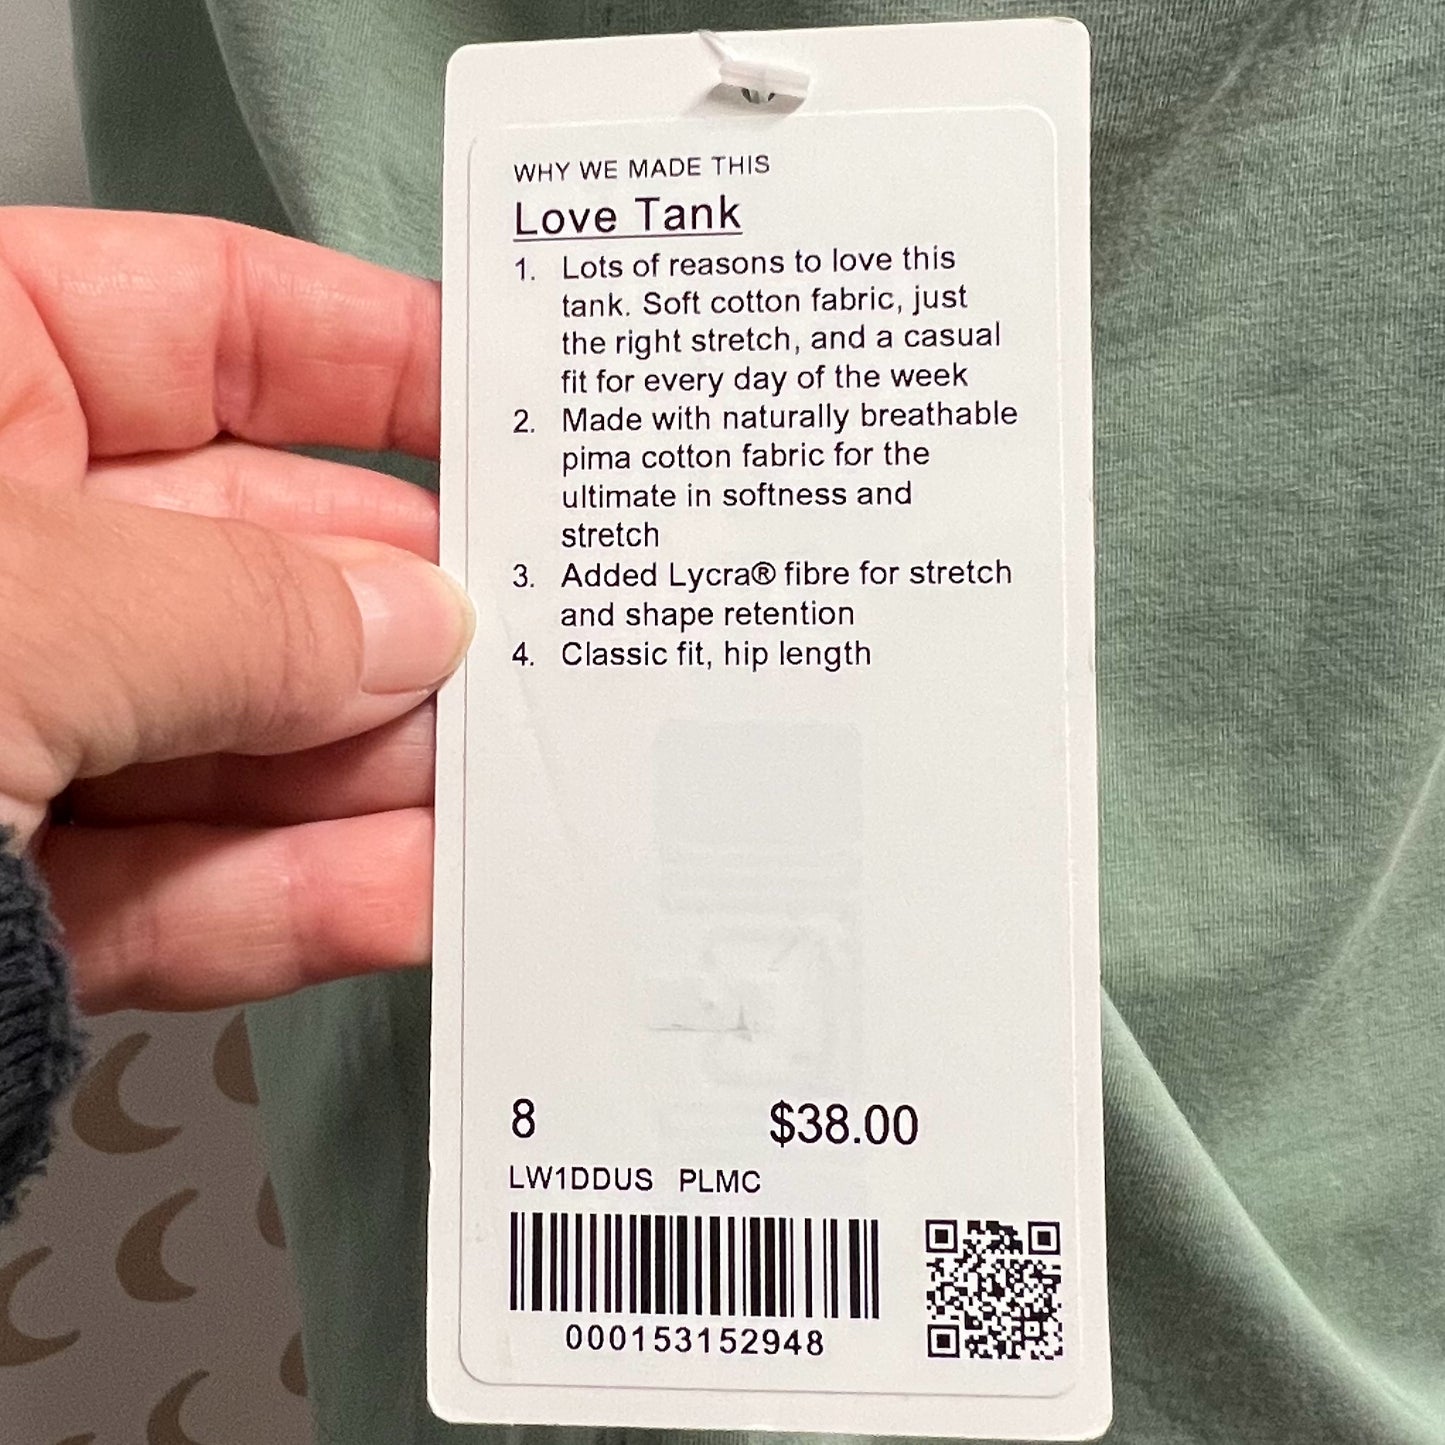 WHY WE MADE THIS
Love Tank
1. Lots of reasons to love this
tank. Soft cotton fabric, just
the right stretch, and a casual
fit for every day of the week
2. Made with naturally breathable
pima cotton fabric for the
ultimate in softness and
stretch
3. Added Lycra® fibre for stretch
and shape retention
4. Classic fit, hip length
8 $38.00
LW1DDUS PLMC
000153152948